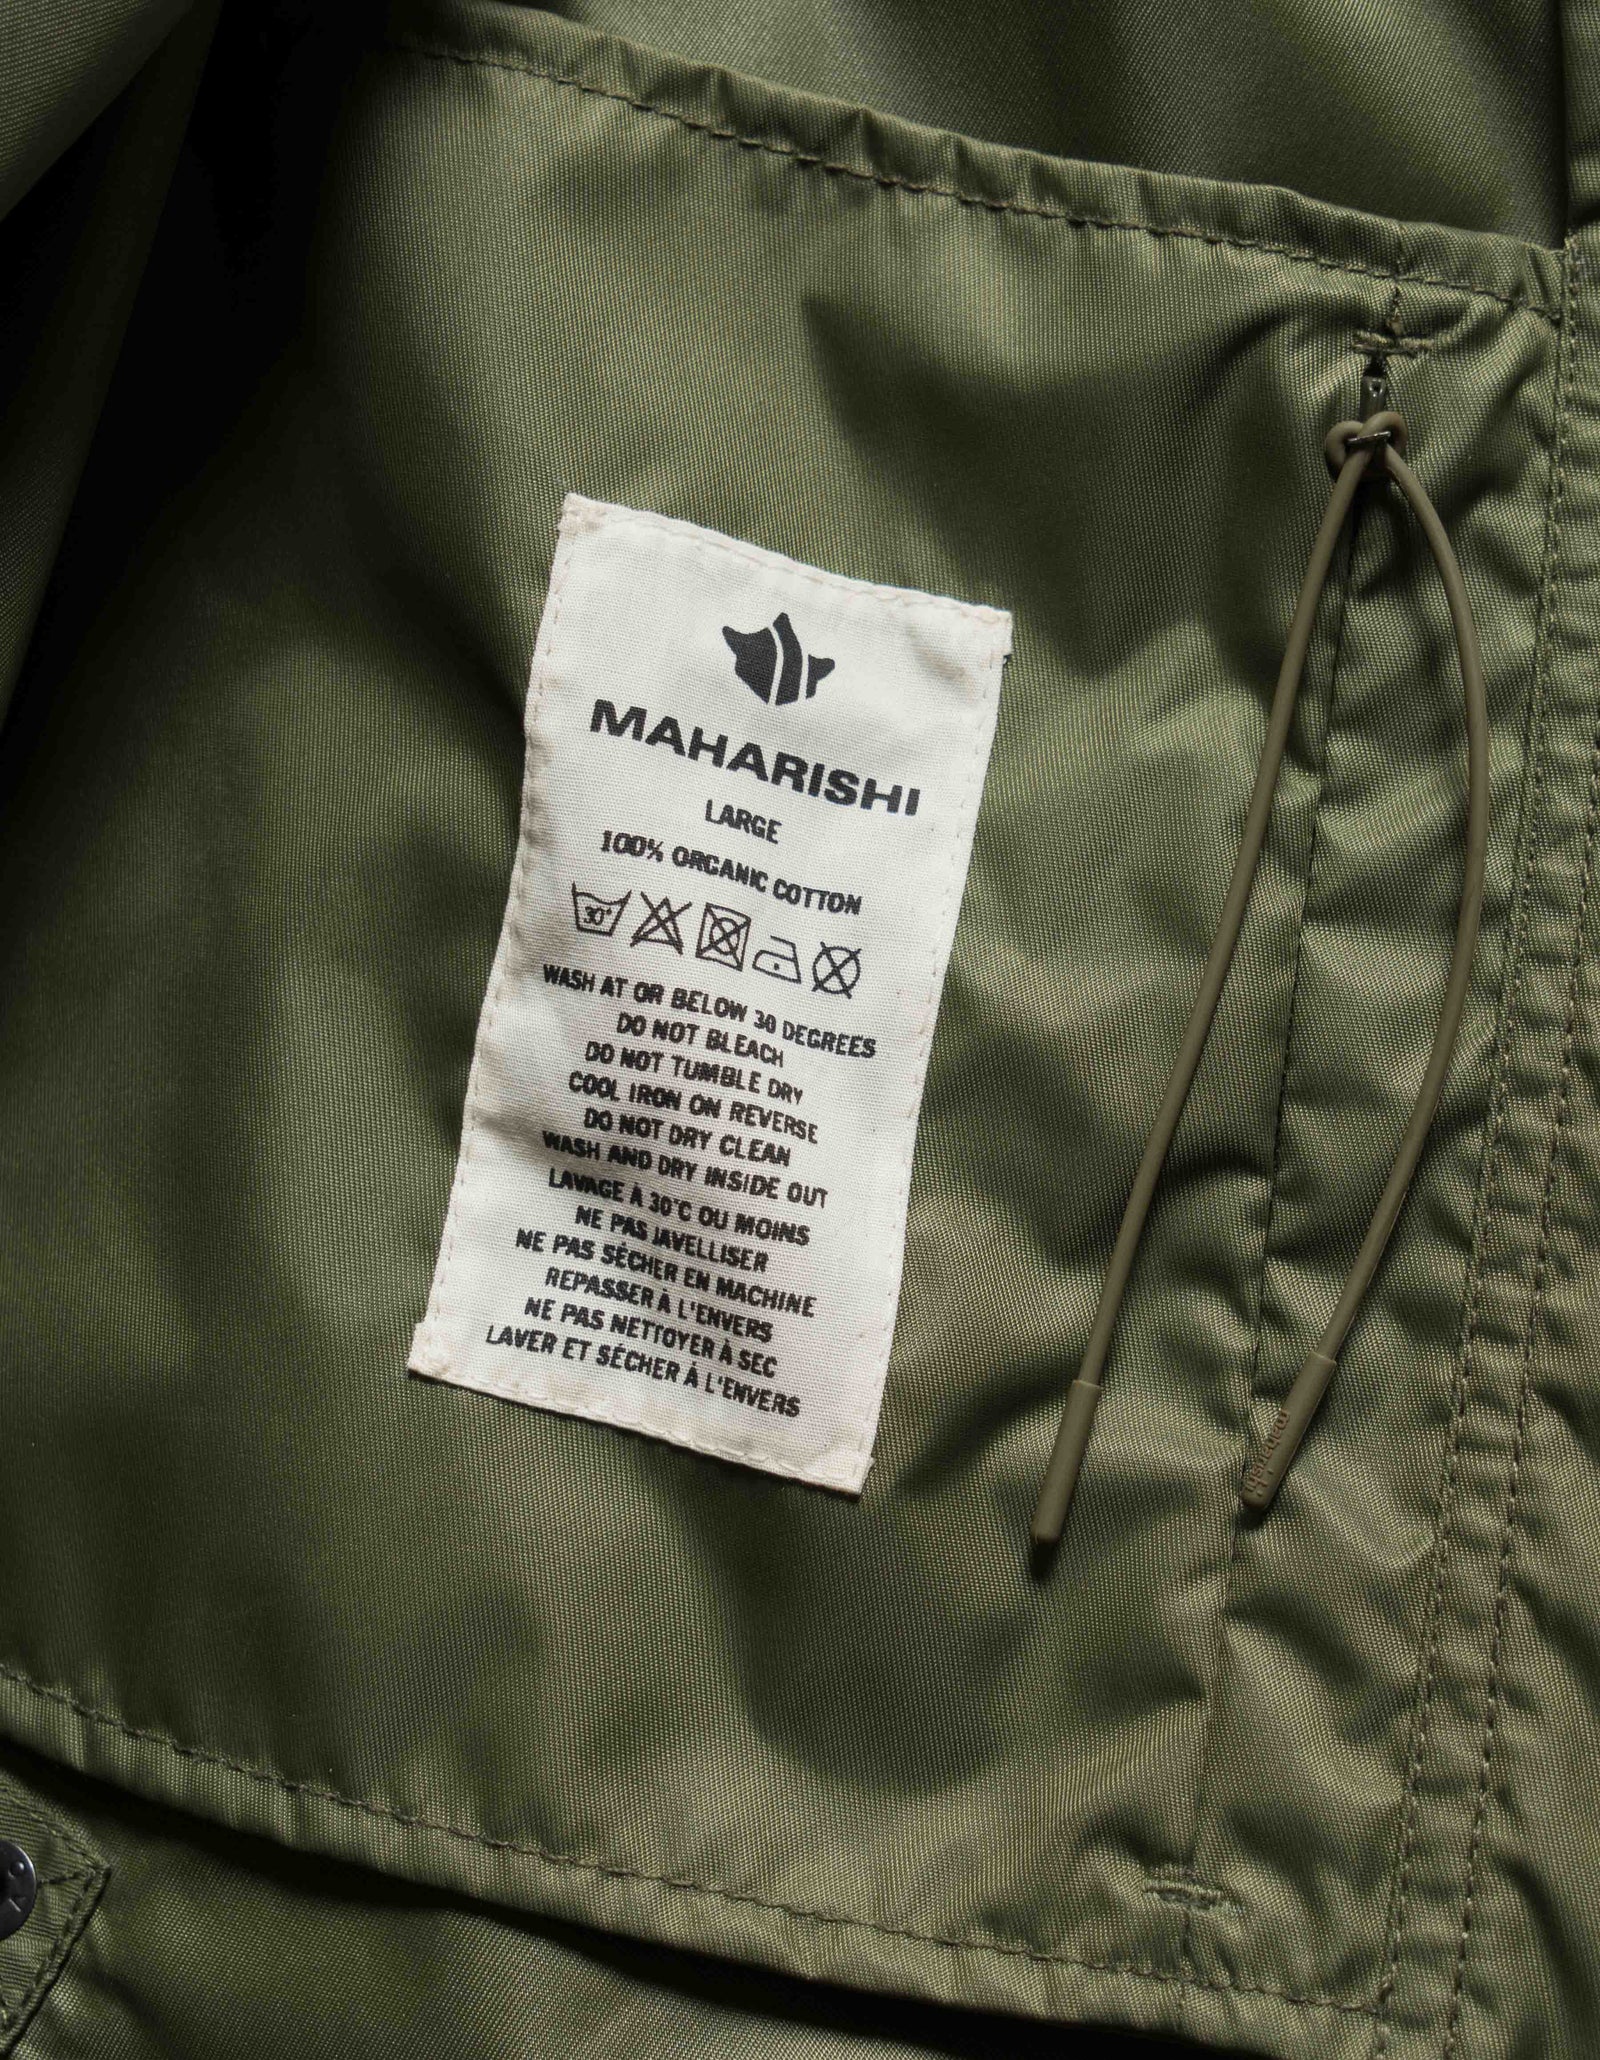 MAHARISHI
LARGE
100% ORGANIC COTTON
30°
WASH AT OR BELOW 30 DEGREES
DO NOT BLEACH
DO NOT TUMBLE DRY
COOL IRON ON REVERSE
DO NOT DRY CLEAN
WASH AND DRY INSIDE OUT
LAVAGE À 30°C OU MOINS
NE PAS JAVELLISER
NE PAS SÉCHER EN MACHINE
REPASSER À L'ENVERS
NE PAS NETTOYER À SEC
LAVER ET SÉCHER À L'ENVERS
maharishi